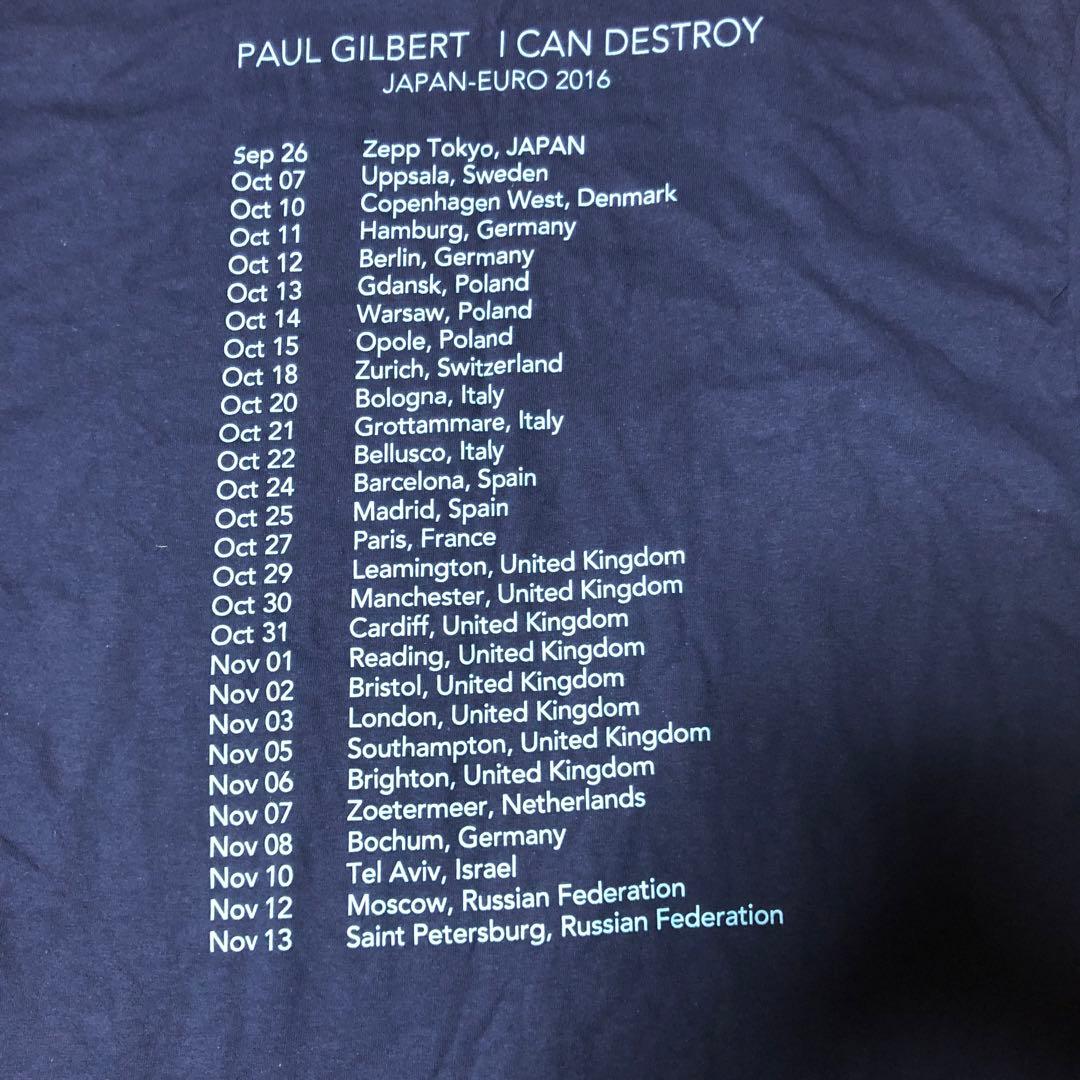 PAUL GILBERT I CAN DESTROY
JAPAN-EURO 2016
Sep 26 Zepp Tokyo, JAPAN
Oct 07 Uppsala, Sweden
Oct 10 Copenhagen West, Denmark
Oct 11 Hamburg, Germany
Oct 12 Berlin, Germany
Oct 13 Gdansk, Poland
Oct 14 Warsaw, Poland
Oct 15 Opole, Poland
Oct 18 Zurich, Switzerland
Oct 20 Bologna, Italy
Oct 21 Grottammare, Italy
Oct 22 Bellusco, Italy
Oct 24 Barcelona, Spain
Oct 25 Madrid, Spain
Oct 27 Paris, France
Oct 29 Leamington, United Kingdom
Oct 30 Manchester, United Kingdom
Oct 31 Cardiff, United Kingdom
Nov 01 Reading, United Kingdom
Nov 02 Bristol, United Kingdom
Nov 03 London, United Kingdom
Nov 05 Southampton, United Kingdom
Nov 06 Brighton, United Kingdom
Nov 07 Zoetermeer, Netherlands
Nov 08 Bochum, Germany
Nov 10 Tel Aviv, Israel
Nov 12 Moscow, Russian Federation
Nov 13 Saint Petersburg, Russian Federation